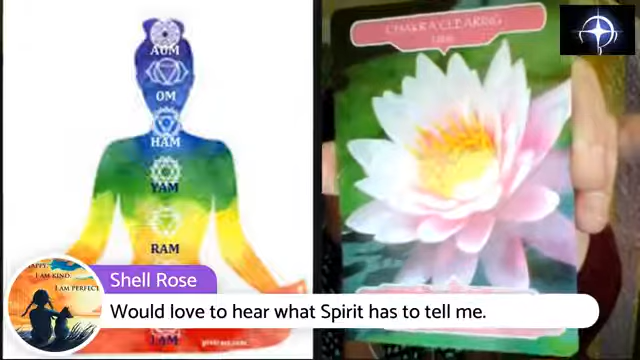 AUM
OM
HAM
YAM
RAM
LAM
CHAKRA CLEARING
HAPPY.
I AM KIND.
I AM PERFECT
Shell Rose
Would love to hear what Spirit has to tell me.